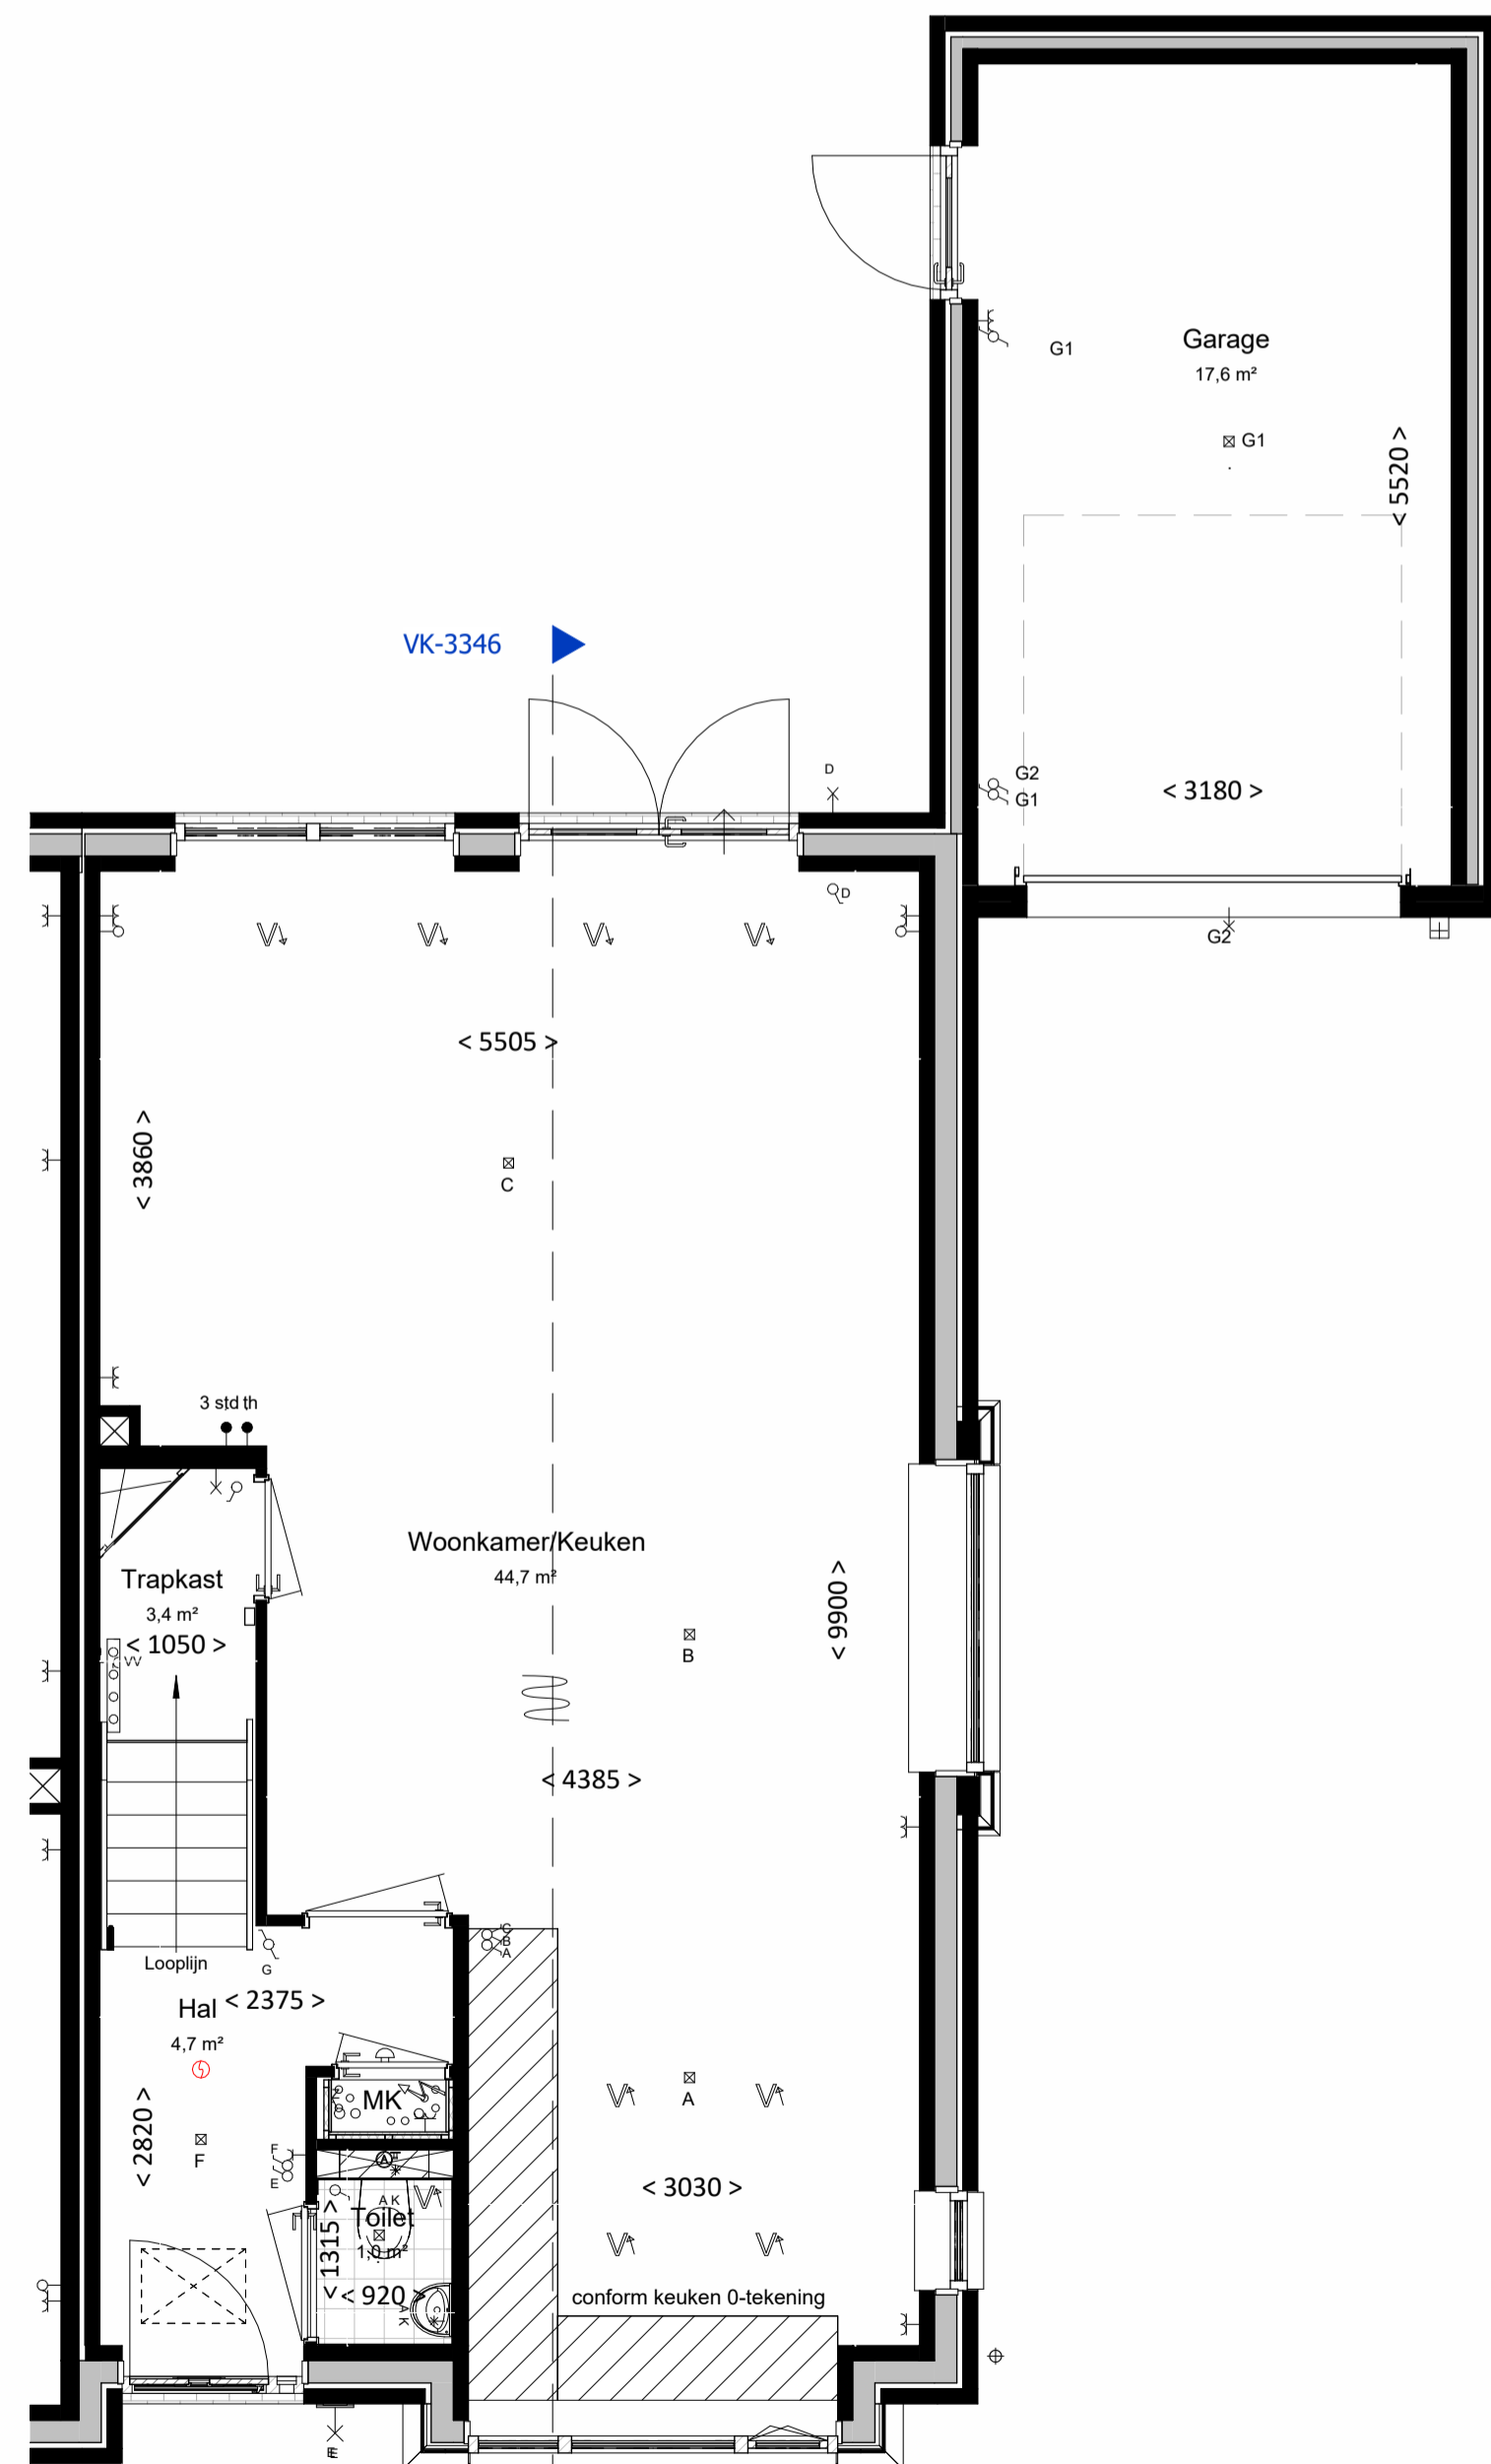 Garage
G1
17,6 m²
G1
< 5520 >
VK-3346
D
G2
G1
< 3180 >
D
G2
< 5505 >
< 3860 >
C
3 std th
Woonkamer/Keuken
44,7 m²
Trapkast
3,4 m²
< 1050 >
< 9900 >
B
< 4385 >
C
B
A
Looplijn
G
Hal
< 2375 >
4,7 m²
MK
A
< 2820 >
F
F
E
A
A K
Toilet
1,0 m²
< 1315 >
< 920 >
A K
< 3030 >
conform keuken 0-tekening